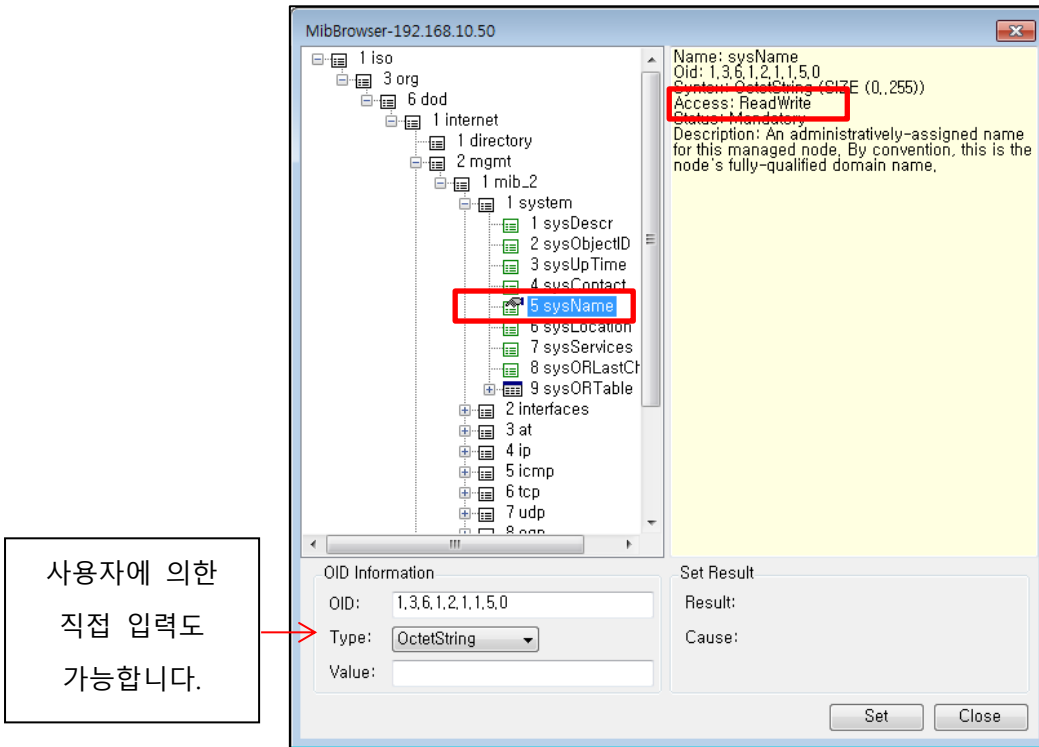 MibBrowser-192.168.10.50
1 iso
3 org
6 dod
1 internet
1 directory
2 mgmt
1 mib_2
1 system
1 sysDescr
2 sysObjectID
3 sysUpTime
4 sysContact
5 sysName
6 sysLocation
7 sysServices
8 sysORLastCh
9 sysORTable
2 interfaces
3 at
4 ip
5 icmp
6 tcp
7 udp
Name: sysName
Oid: 1,3,6,1,2,1,1,5,0
Syntax: OctetString (SIZE (0,,255))
Access: ReadWrite
Status: Mandatory
Description: An administratively-assigned name
for this managed node, By convention, this is the
node's fully-qualified domain name,
사용자에 의한
직접 입력도
가능합니다.
OID Information
OID: 1,3,6,1,2,1,1,5,0
Type: OctetString
Value:
Set Result
Result:
Cause:
Set
Close